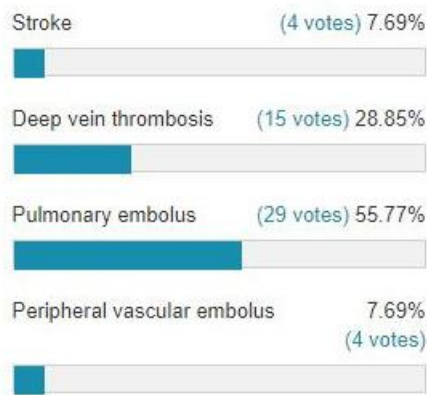 Stroke (4 votes) 7.69%
Deep vein thrombosis (15 votes) 28.85%
Pulmonary embolus (29 votes) 55.77%
Peripheral vascular embolus 7.69%
(4 votes)